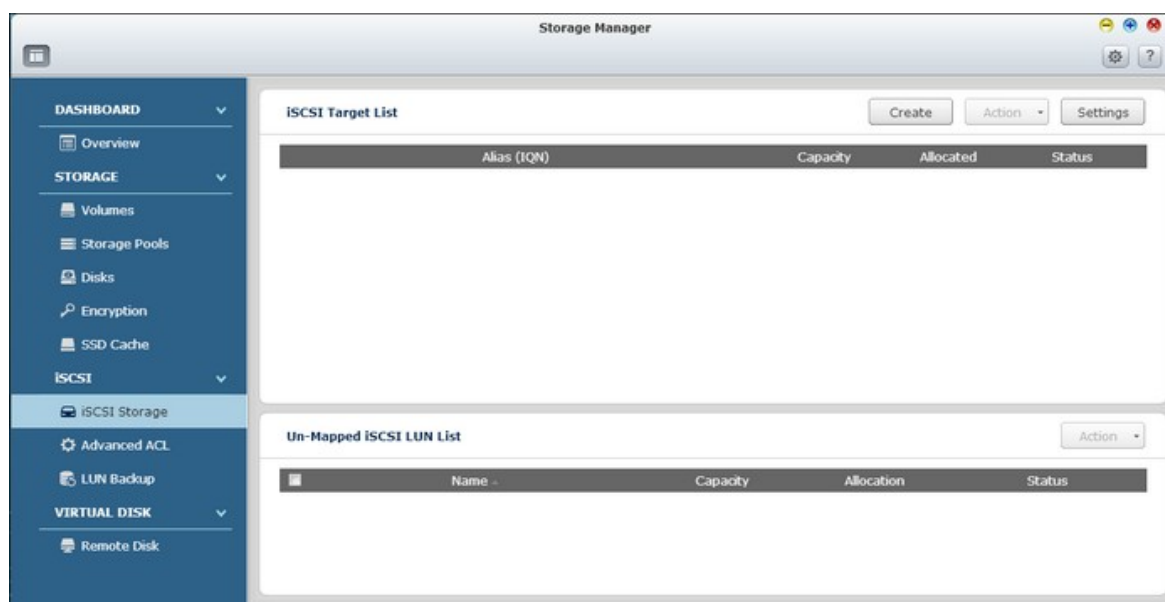 Storage Manager
?
DASHBOARD
Overview
STORAGE
Volumes
Storage Pools
Disks
Encryption
SSD Cache
iSCSI
iSCSI Storage
Advanced ACL
LUN Backup
VIRTUAL DISK
Remote Disk
iSCSI Target List
Create
Action
Settings
Alias (IQN) Capacity Allocated Status
Un-Mapped iSCSI LUN List
Action
Name Capacity Allocation Status